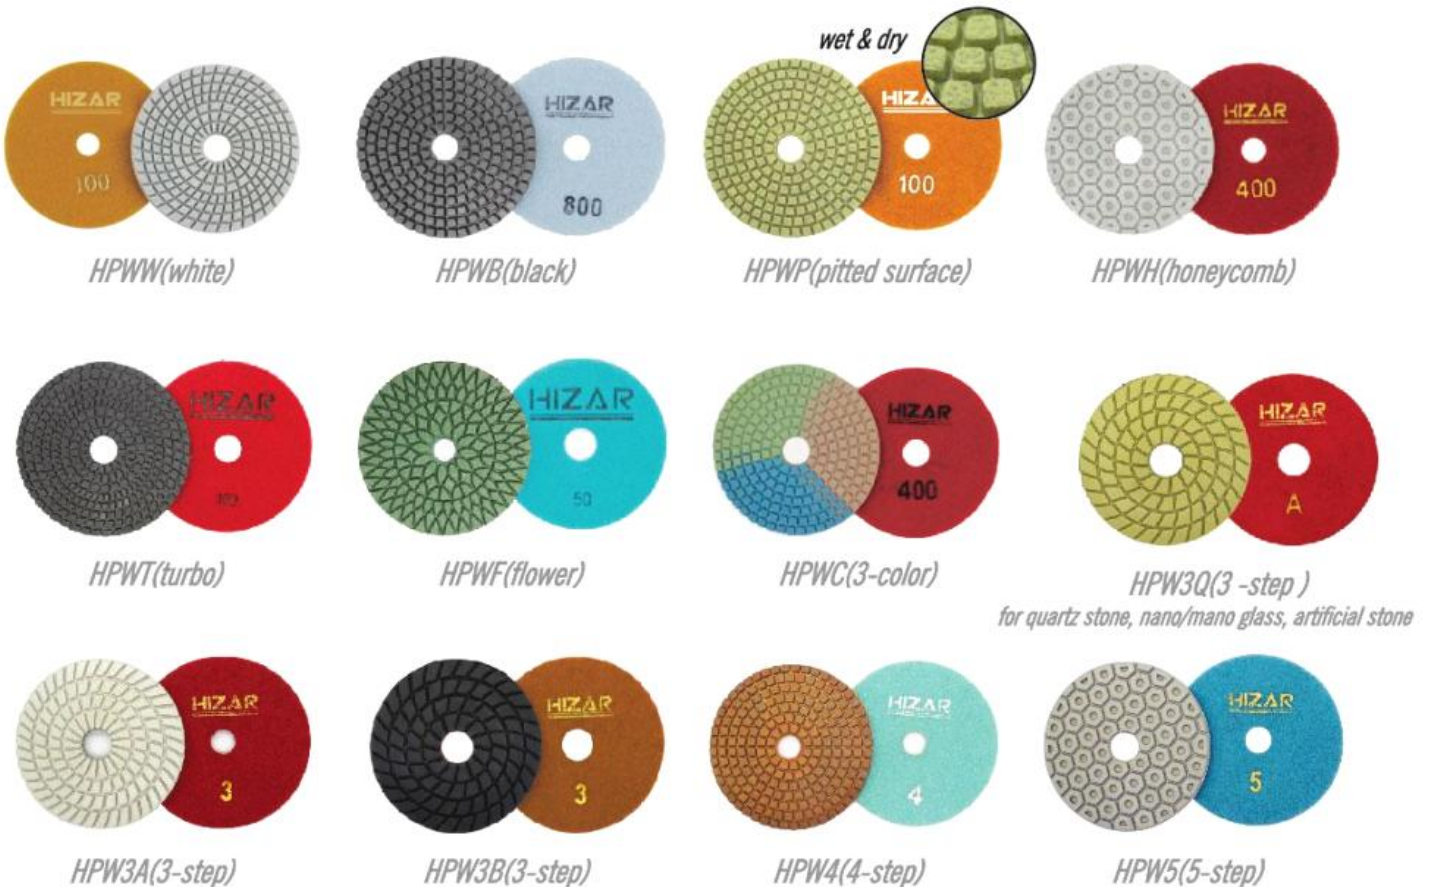 wet & dry
HIZAR
100
HPWW(white)
HIZAR
800
HPWB(black)
100
HPWP(pitted surface)
HIZAR
400
HPWH(honeycomb)
HIZAR
HPWT(turbo)
HIZAR
50
HPWF(flower)
HIZAR
400
HPWC(3-color)
HIZAR
A
HPW3Q(3 -step )
for quartz stone, nano/mano glass, artificial stone
HIZAR
3
HPW3A(3-step)
HIZAR
3
HPW3B(3-step)
HIZAR
4
HPW4(4-step)
HIZAR
5
HPW5(5-step)